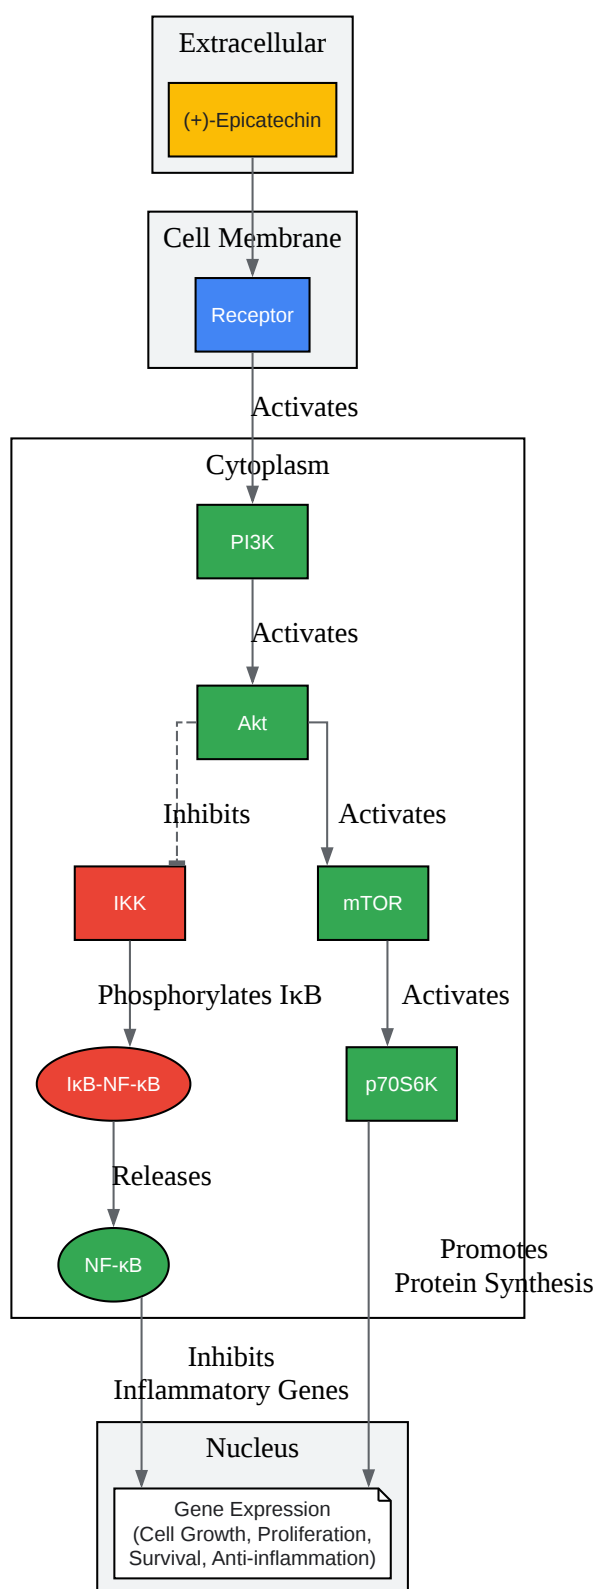 Extracellular
(+)-Epicatechin
Cell Membrane
Receptor
Activates
Cytoplasm
PI3K
Activates
Akt
Inhibits
Activates
IKK
mTOR
Phosphorylates IκB
Activates
IκB-NF-κB
p70S6K
Releases
NF-κB
Promotes
Protein Synthesis
Inhibits
Inflammatory Genes
Nucleus
Gene Expression
(Cell Growth, Proliferation,
Survival, Anti-inflammation)